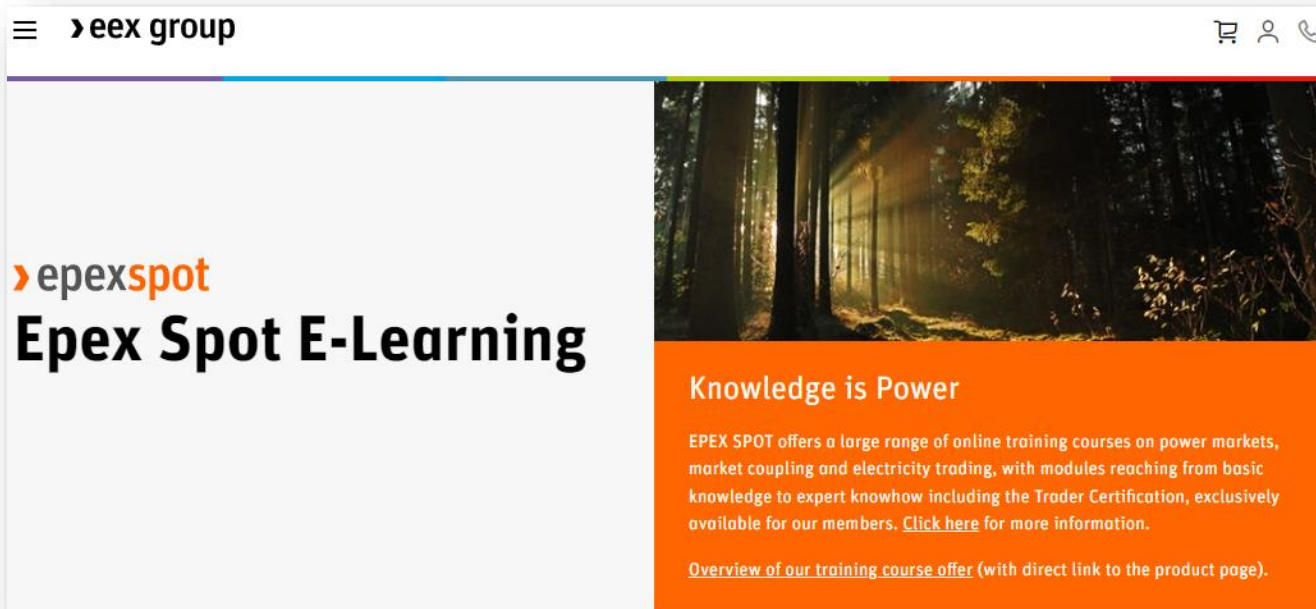 eex group
epexspot
Epex Spot E-Learning
Knowledge is Power
EPEX SPOT offers a large range of online training courses on power markets,
market coupling and electricity trading, with modules reaching from basic
knowledge to expert knowhow including the Trader Certification, exclusively
available for our members. Click here for more information.
Overview of our training course offer (with direct link to the product page).